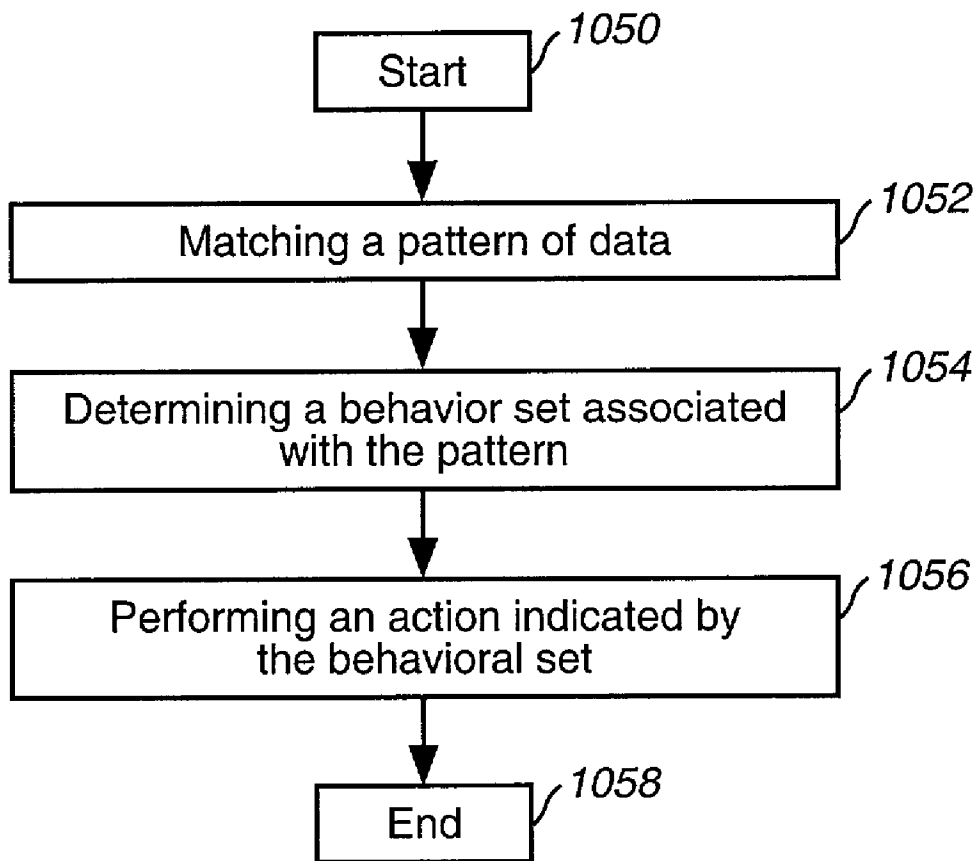 1050
Start
1052
Matching a pattern of data
1054
Determining a behavior set associated
with the pattern
1056
Performing an action indicated by
the behavioral set
1058
End